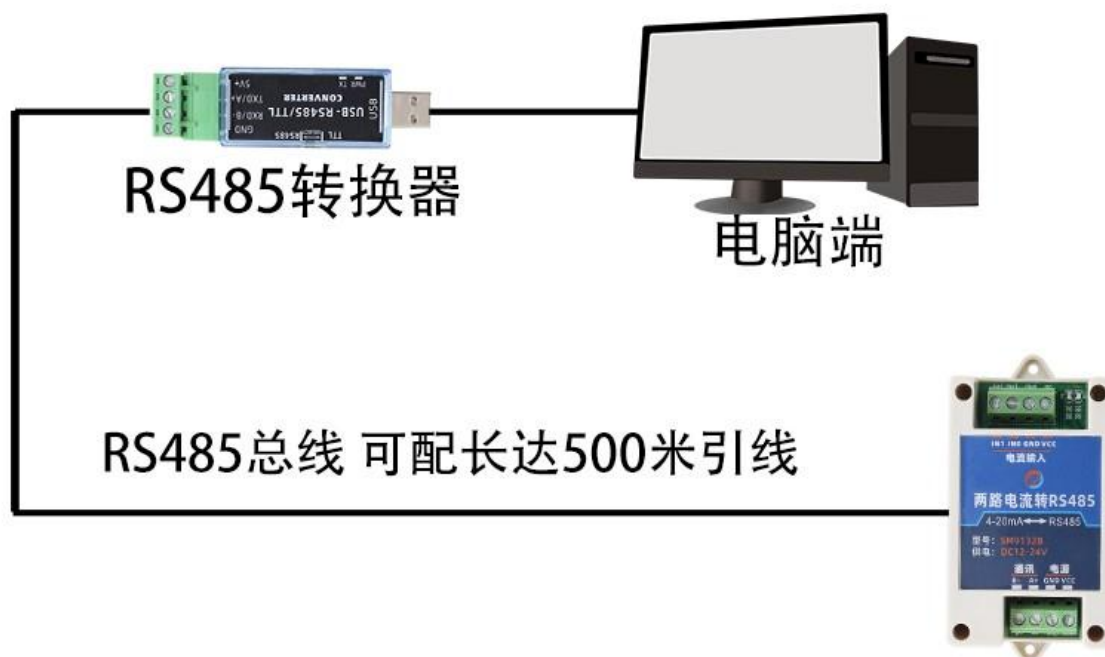 PWR TX
USB
USB-RS485/TTL
CONVERTER
TTL
RS485
5V+
TXD/A+
RXD/B-
GND
RS485转换器
电脑端
RS485总线 可配长达500米引线
IN1 IN0 GND VCC
电流输入
两路电流转RS485
4-20mA RS485
型号: SM9132B
供电: DC12-24V
通讯 电源
B- A+ GND VCC